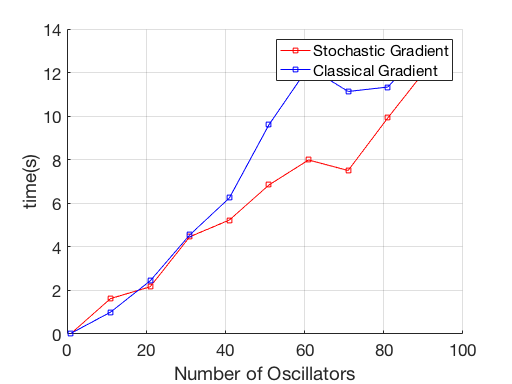 14
12
10
8
6
4
2
0
time(s)
Stochastic Gradient
Classical Gradient
0 20 40 60 80 100
Number of Oscillators